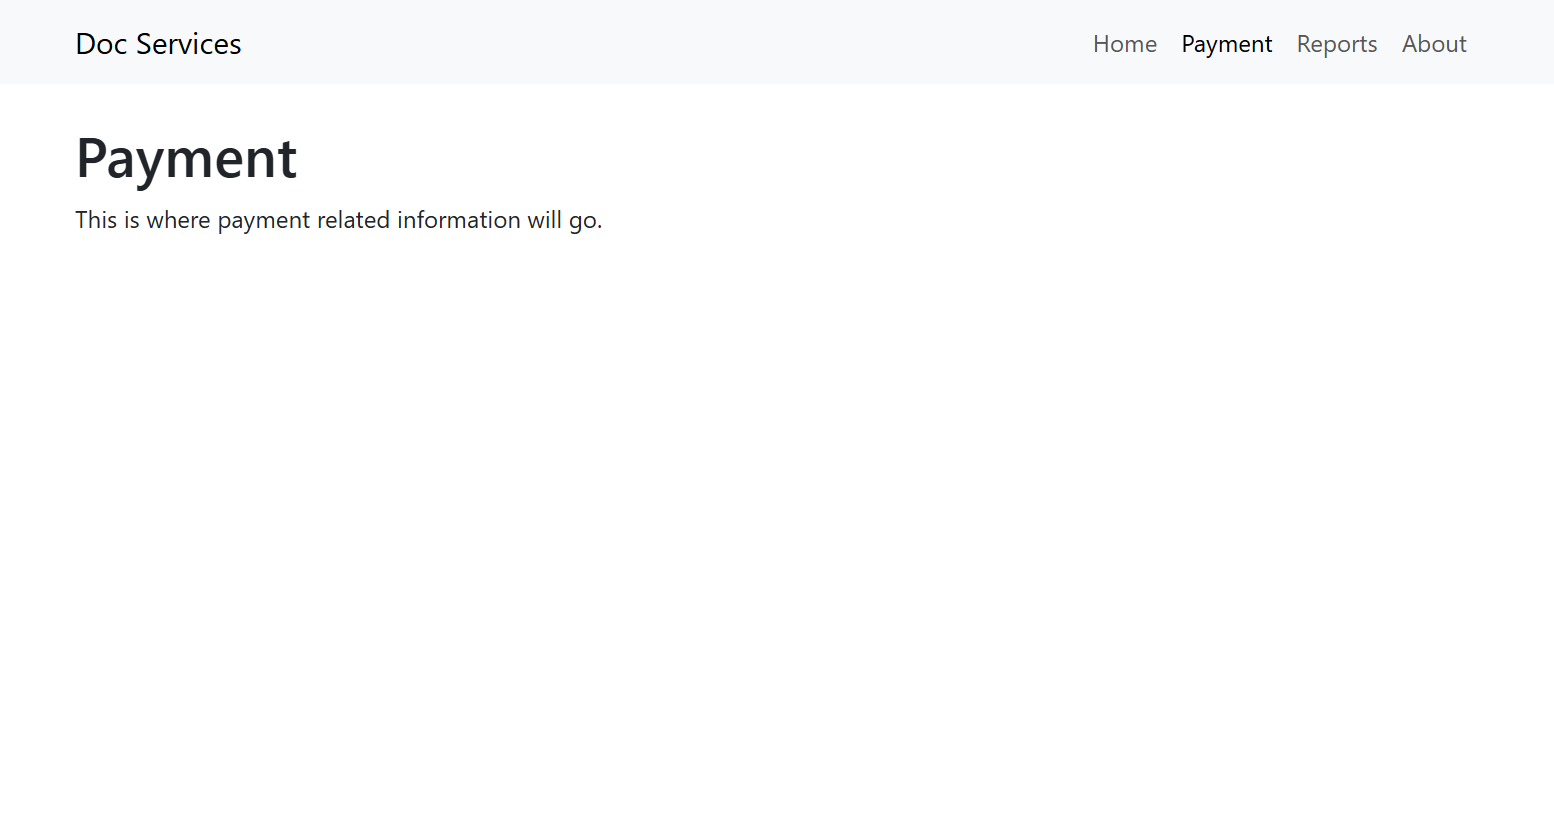 Doc Services
Home Payment Reports About
Payment
This is where payment related information will go.